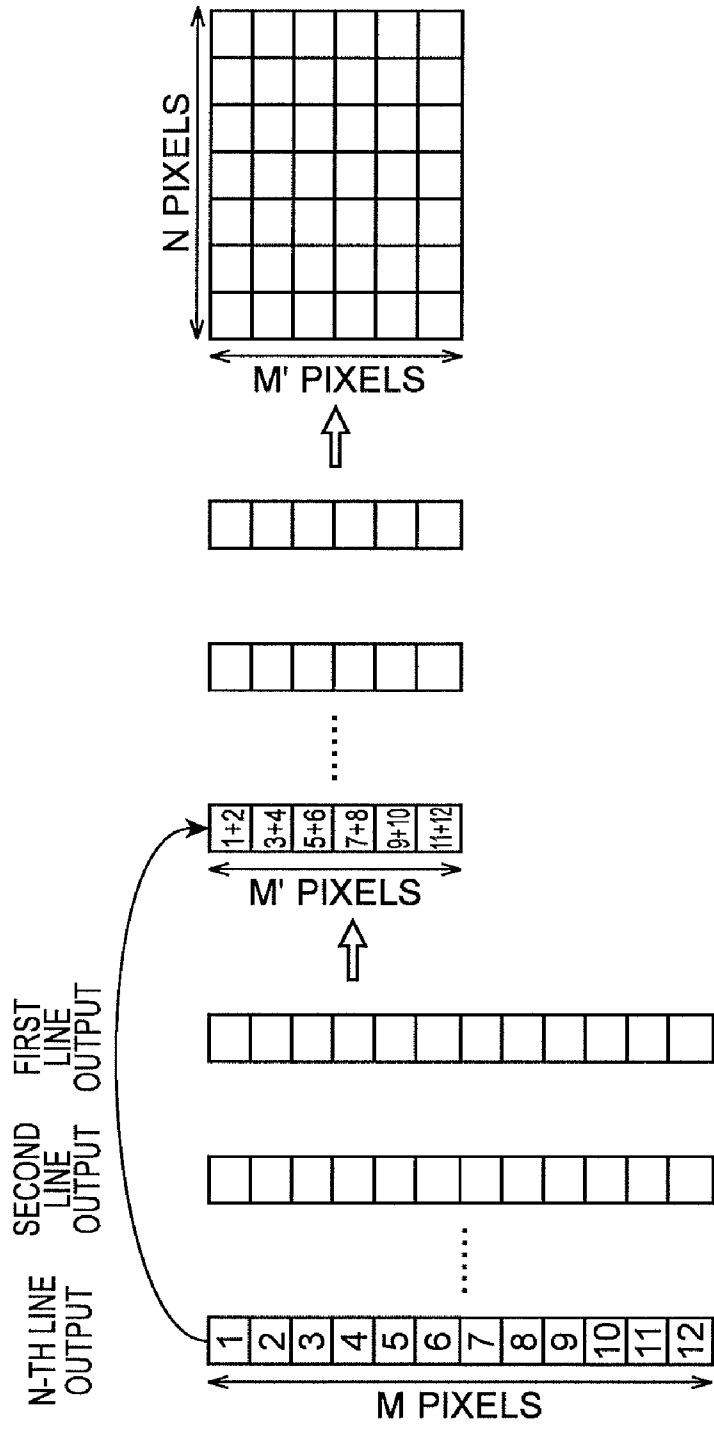 N PIXELS
M' PIXELS
1+2
3+4
5+6
7+8
9+10
11+12
M' PIXELS
FIRST
LINE
OUTPUT
SECOND
LINE
OUTPUT
N-TH LINE
OUTPUT
1
2
3
4
5
6
7
8
9
10
11
12
M PIXELS